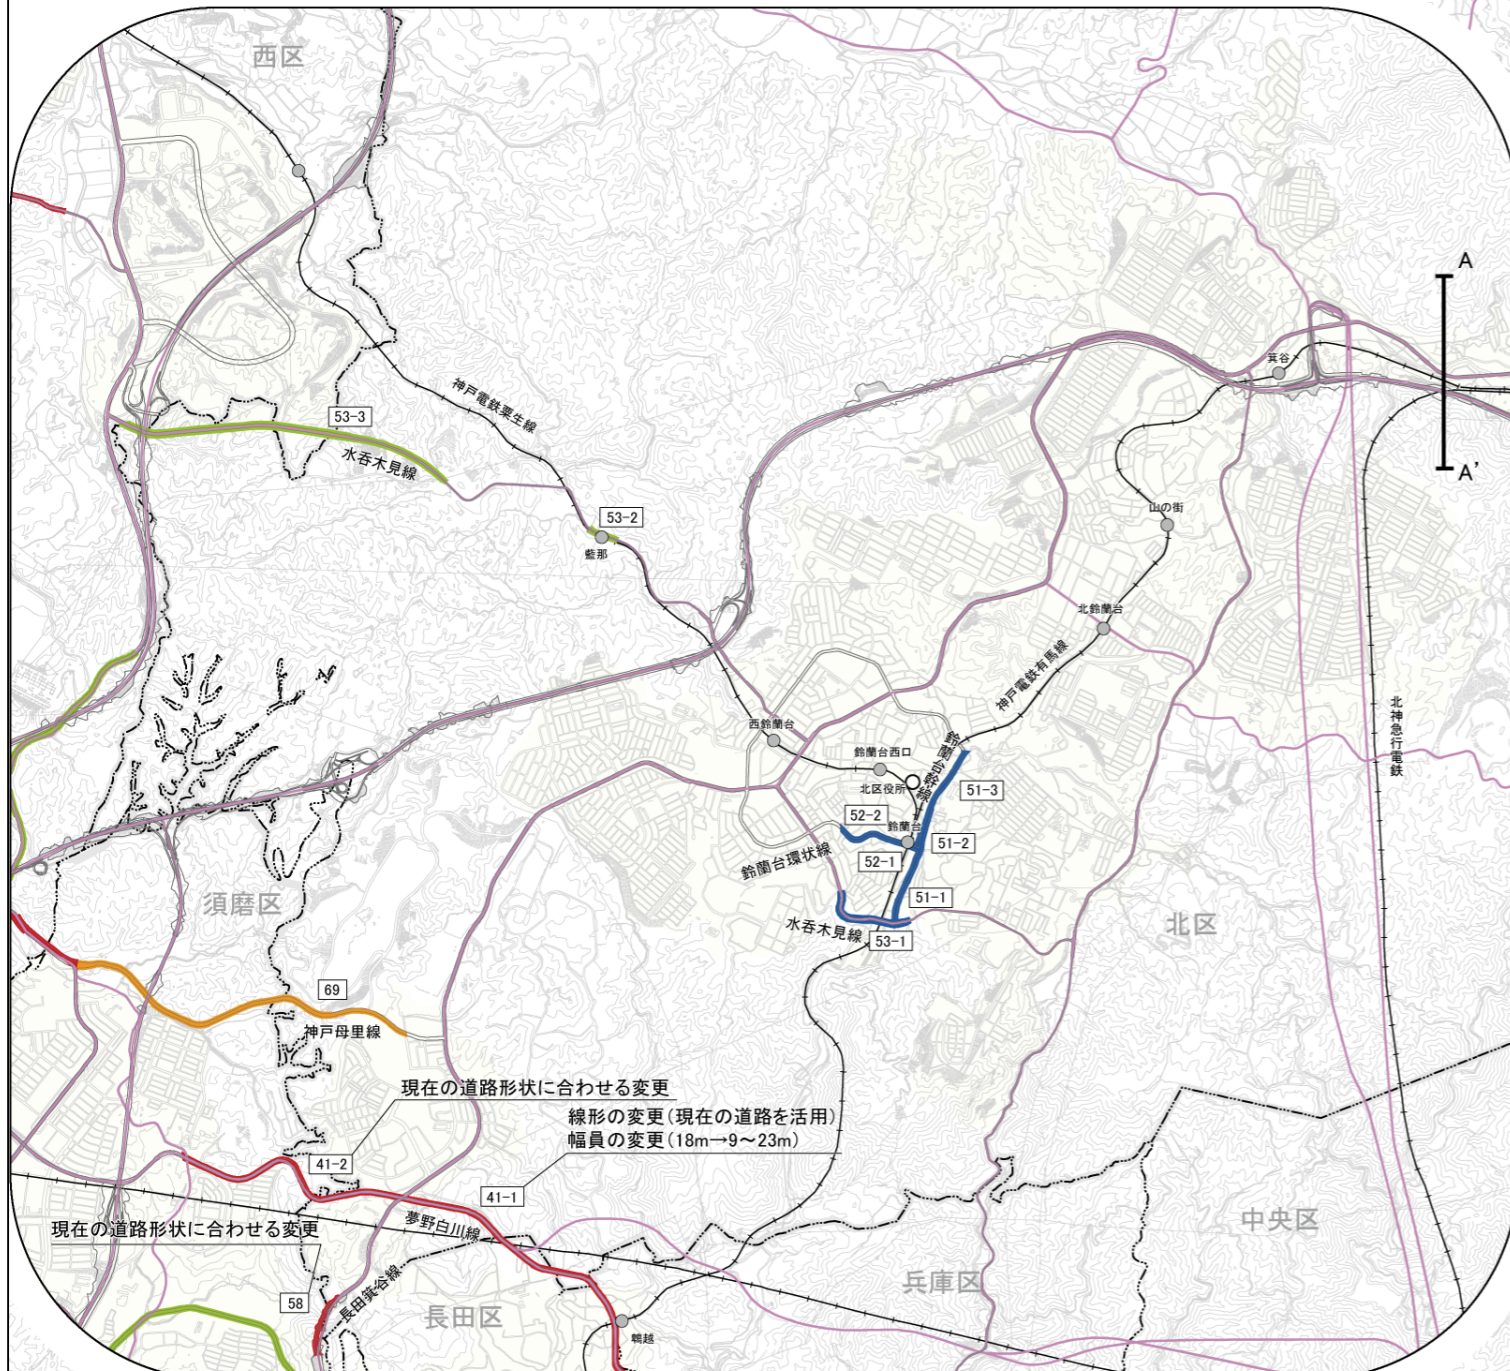 西区
A
箕谷
神戸電鉄粟生線
53-3
水呑木見線
A'
山の街
53-2
藍那
北鈴蘭台
神戸電鉄有馬線
北神急行電鉄
西鈴蘭台
鈴蘭台幹線
鈴蘭台西口
北区役所
51-3
52-2
鈴蘭台
51-2
鈴蘭台環状線
52-1
須磨区
51-1
水呑木見線
53-1
北区
69
神戸母里線
現在の道路形状に合わせる変更
線形の変更(現在の道路を活用)
幅員の変更(18m→9～23m)
41-2
41-1
夢野白川線
現在の道路形状に合わせる変更
中央区
兵庫区
58
長田箕谷線
長田区
鵯越